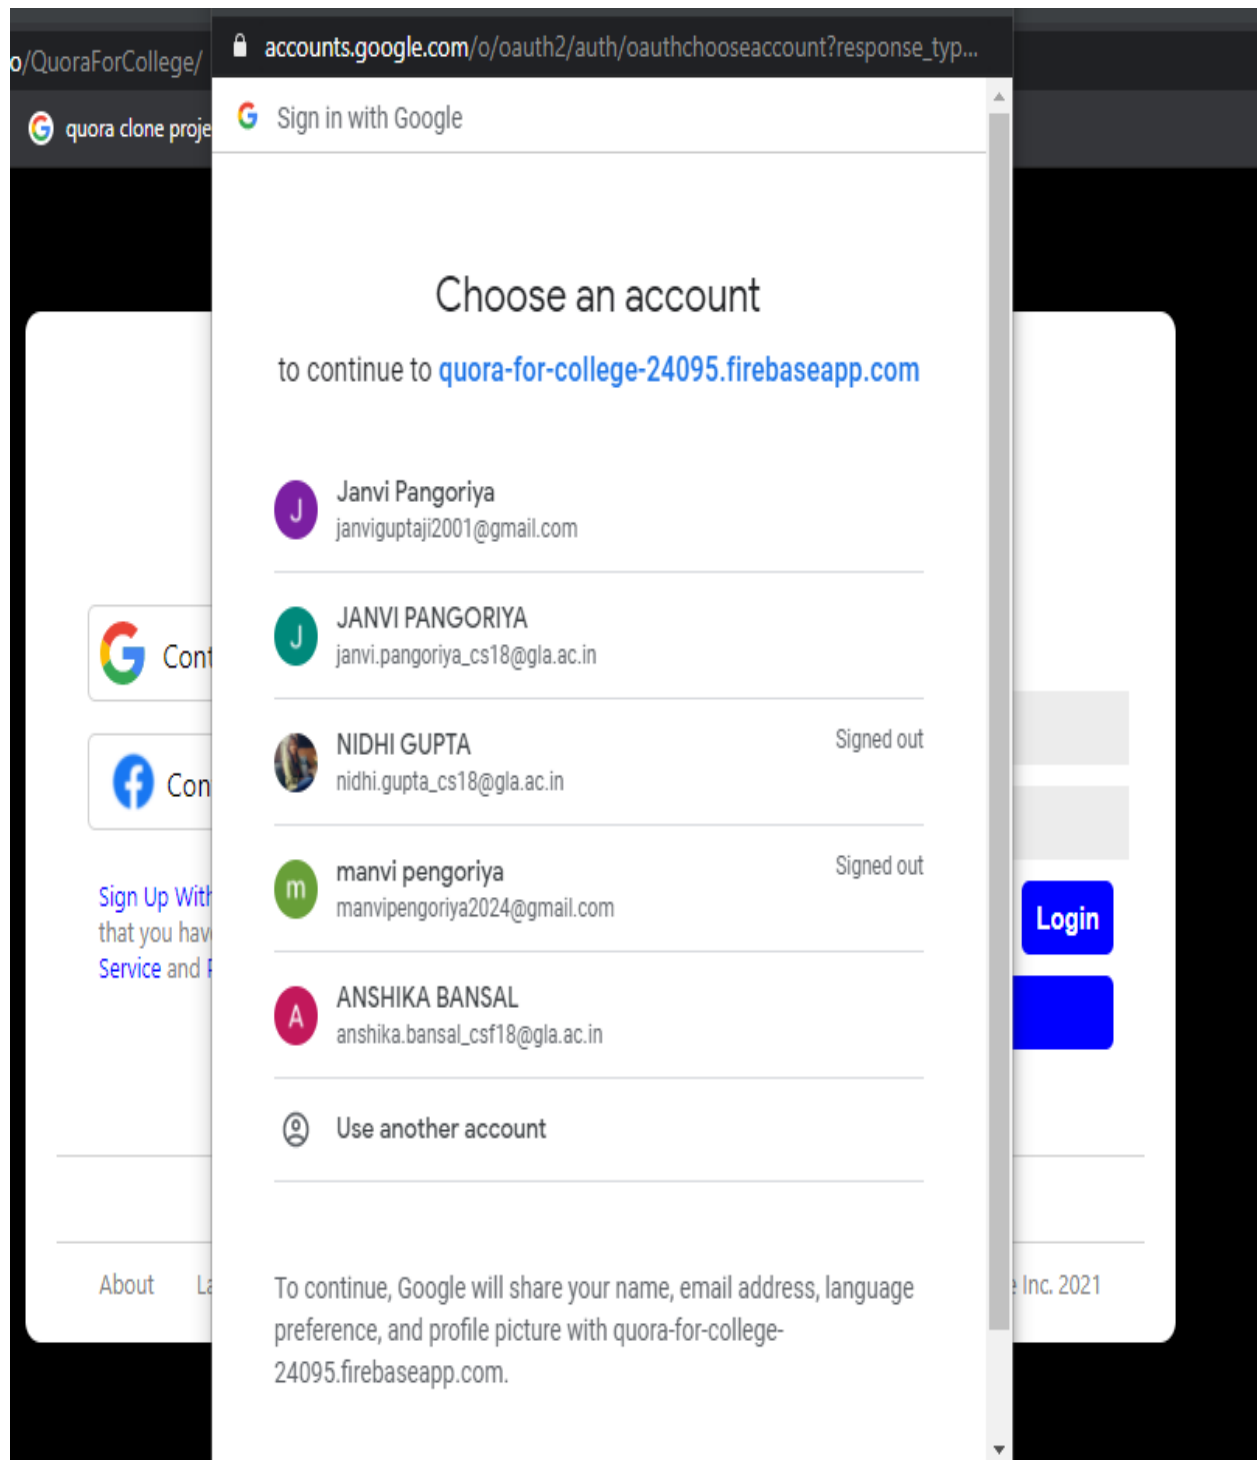 o/QuoraForCollege/
accounts.google.com/o/oauth2/auth/oauthchooseaccount?response_typ...
G quora clone proje
G Sign in with Google
Choose an account
to continue to quora-for-college-24095.firebaseapp.com
J Janvi Pangoriya
janviguptaji2001@gmail.com
J JANVI PANGORIYA
janvi.pangoriya_cs18@gla.ac.in
NIDHI GUPTA Signed out
nidhi.gupta_cs18@gla.ac.in
m manvi pengoriya Signed out
manvipengoriya2024@gmail.com
A ANSHIKA BANSAL
anshika.bansal_csf18@gla.ac.in
Use another account
To continue, Google will share your name, email address, language
preference, and profile picture with quora-for-college-
24095.firebaseapp.com.
G Cont
f Con
Sign Up With
that you hav
Service and
Login
About
Inc. 2021